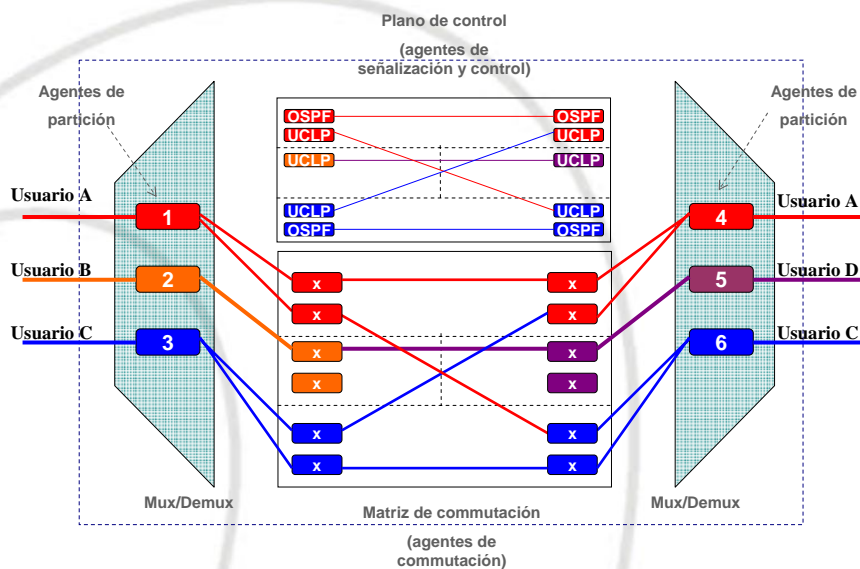 Plano de control
(agentes de
señalización y control)
Agentes de
partición
Agentes de
partición
OSPF
OSPF
UCLP
UCLP
UCLP
UCLP
UCLP
UCLP
OSPF
OSPF
Usuario A
1
4
Usuario A
Usuario B
2
5
Usuario D
Usuario C
3
6
Usuario C
x
x
x
x
x
x
x
x
x
x
x
x
Mux/Demux
Mux/Demux
Matriz de commutación
(agentes de
commutación)